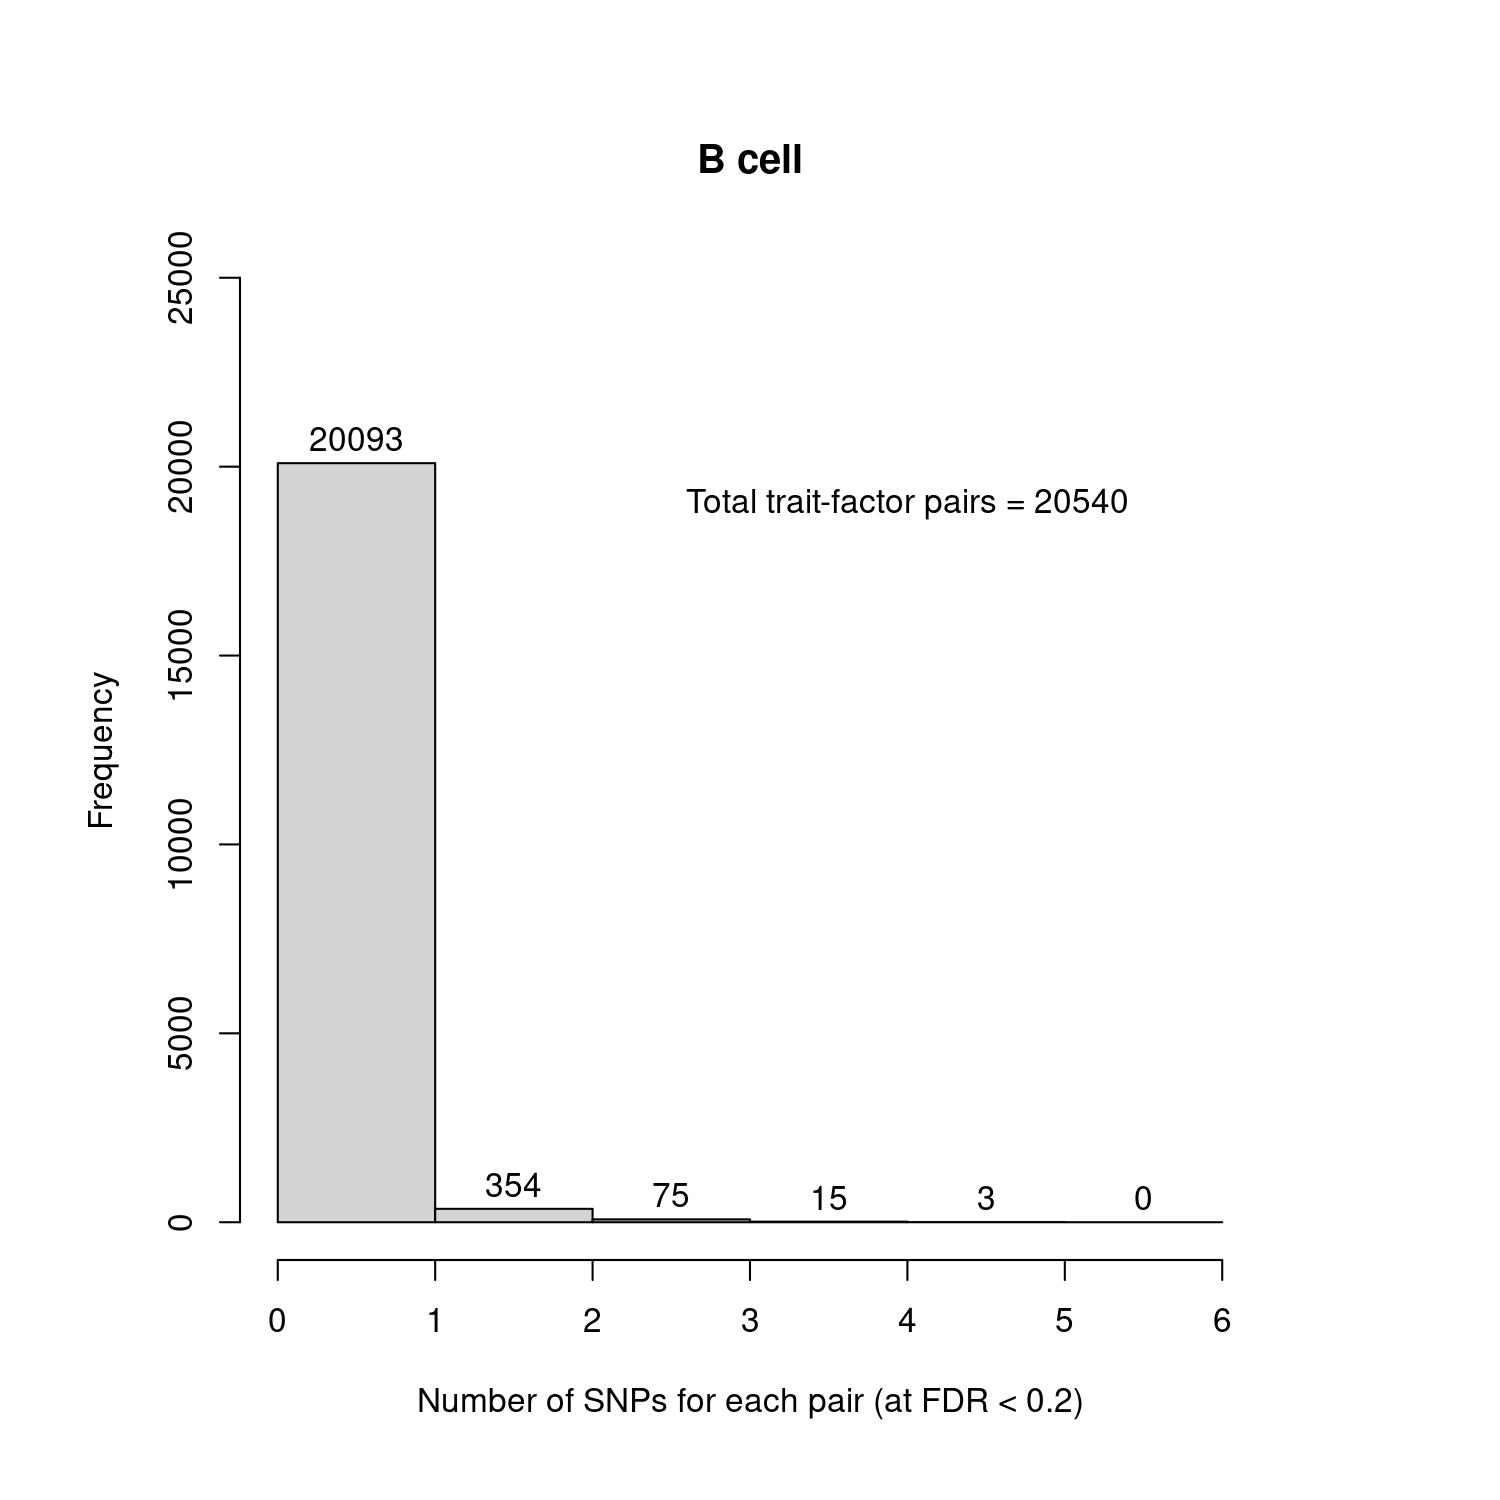 B cell
25000
20000
15000
10000
5000
0
Frequency
20093
354
75
15
3
0
Total trait-factor pairs = 20540
0 1 2 3 4 5 6
Number of SNPs for each pair (at FDR < 0.2)